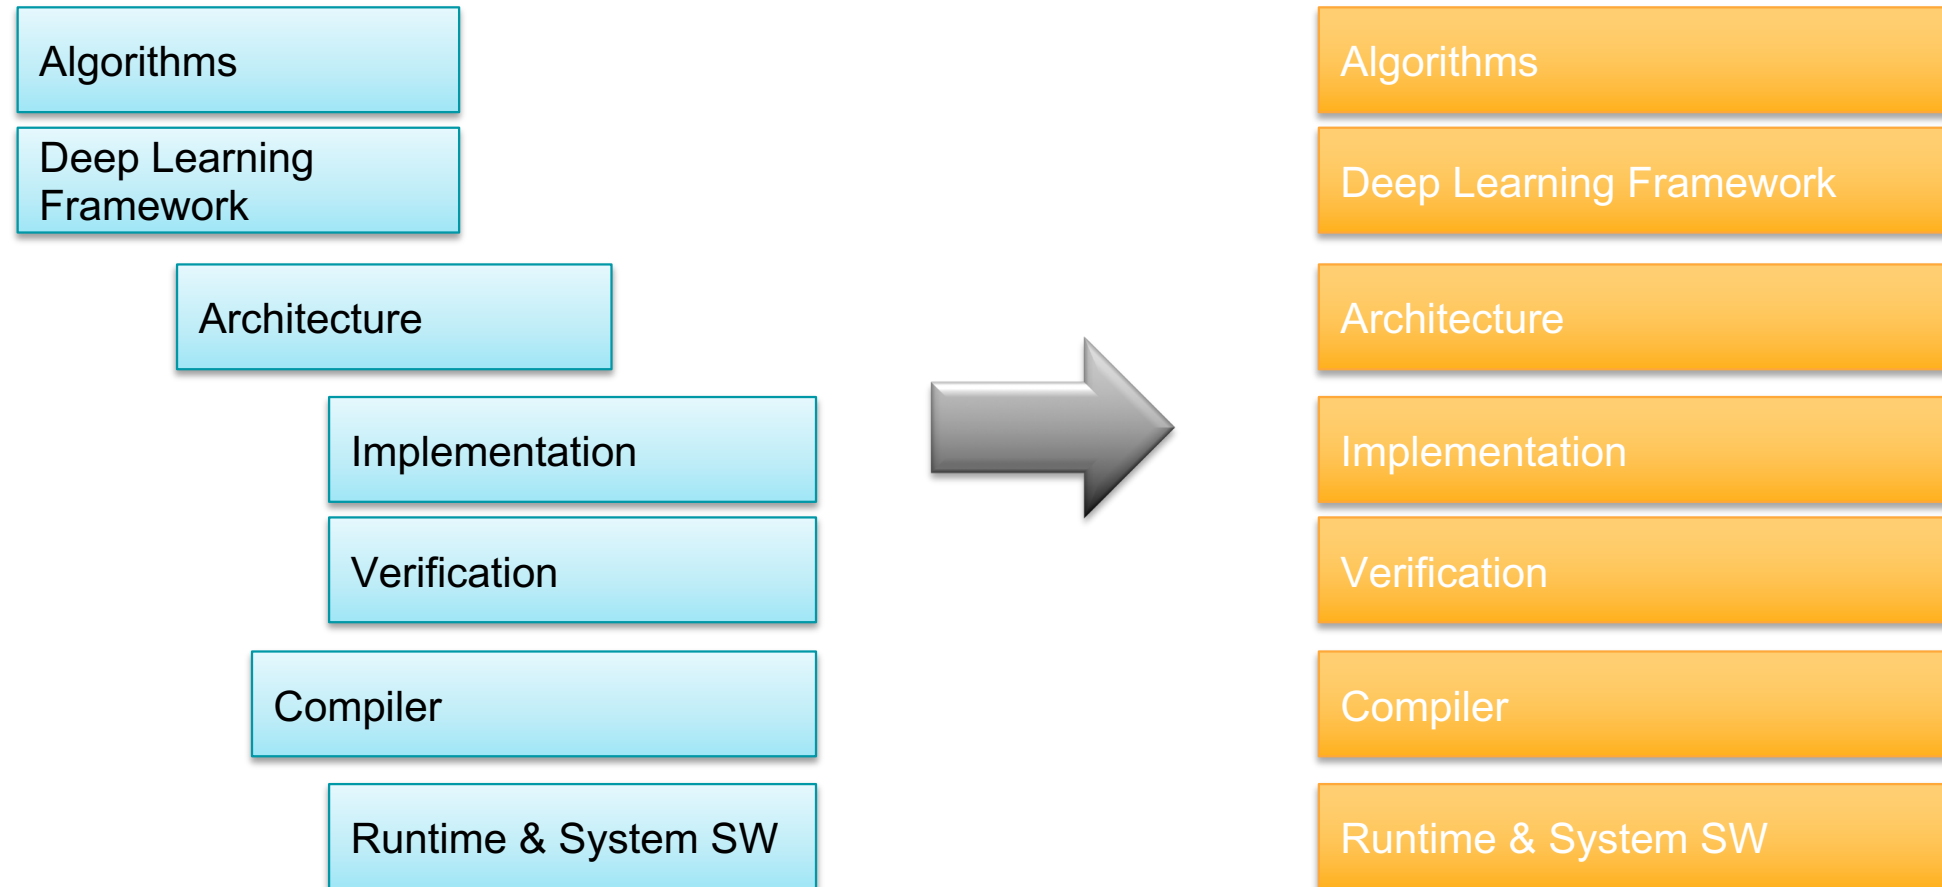 Algorithms
Deep Learning
Framework
Architecture
Implementation
Verification
Compiler
Runtime & System SW
Algorithms
Deep Learning Framework
Architecture
Implementation
Verification
Compiler
Runtime & System SW